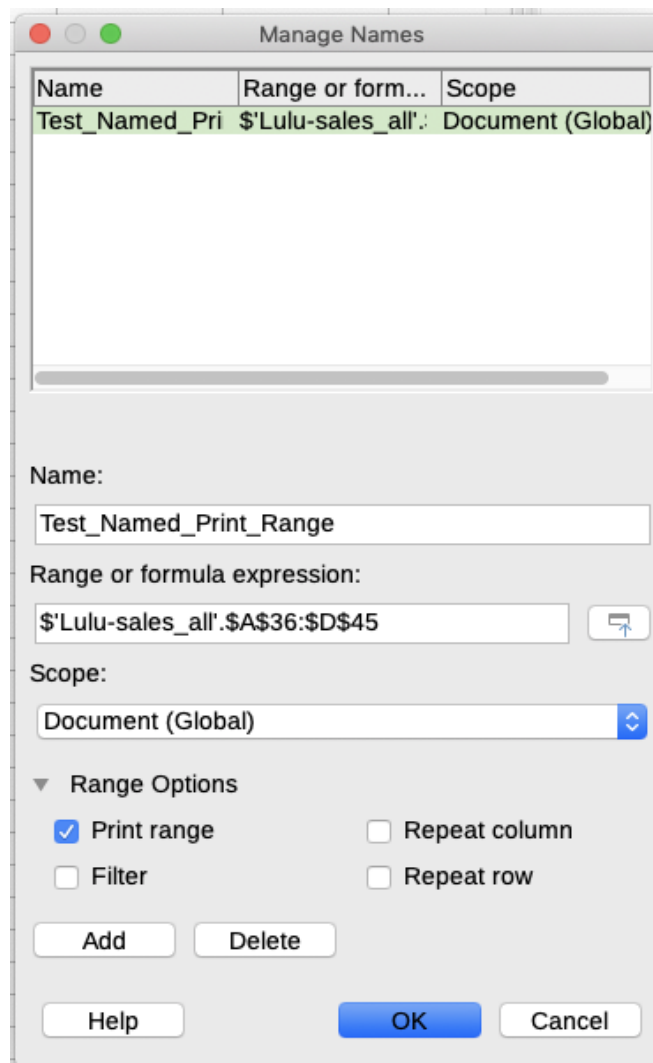 Manage Names
Name Range or form... Scope
Test_Named_Pri $'Lulu-sales_all'.: Document (Global)
Name:
Test_Named_Print_Range
Range or formula expression:
$'Lulu-sales_all'.$A$36:$D$45
Scope:
Document (Global)
Range Options
Print range Repeat column
Filter Repeat row
Add Delete
Help OK Cancel